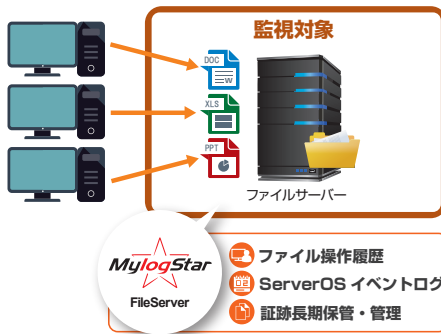 監視対象
DOC
W
XLS
PPT
ファイルサーバー
MylogStar
FileServer
ファイル操作履歴
02
ServerOS イベントログ
証跡長期保管・管理